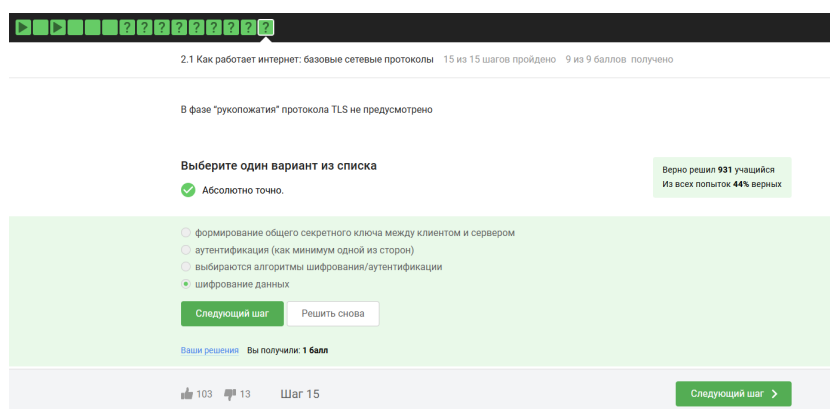 ? ? ? ? ? ? ? ? ?
2.1 Как работает интернет: базовые сетевые протоколы 15 из 15 шагов пройдено 9 из 9 баллов получено
В фазе "рукопожатия" протокола TLS не предусмотрено
Выберите один вариант из списка
Абсолютно точно.
Верно решил 931 учащийся
Из всех попыток 44% верных
формирование общего секретного ключа между клиентом и сервером
аутентификация (как минимум одной из сторон)
выбираются алгоритмы шифрования/аутентификации
шифрование данных
Следующий шаг Решить снова
Ваши решения Вы получили: 1 балл
103 13 Шаг 15 Следующий шаг